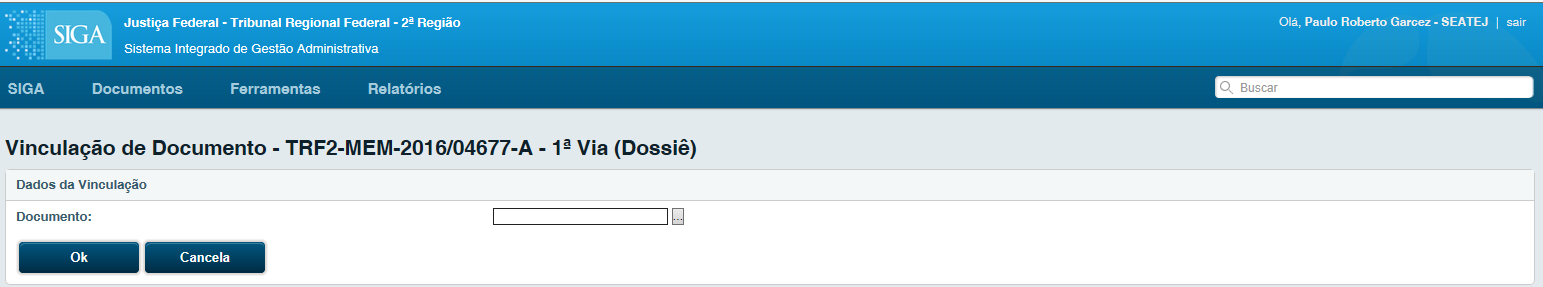 SIGA
Justiça Federal - Tribunal Regional Federal - 2ª Região
Sistema Integrado de Gestão Administrativa
Olá, Paulo Roberto Garcez - SEATEJ | sair
SIGA Documentos Ferramentas Relatórios Buscar
Vinculação de Documento - TRF2-MEM-2016/04677-A - 1ª Via (Dossiê)
Dados da Vinculação
Documento: ...
Ok Cancela